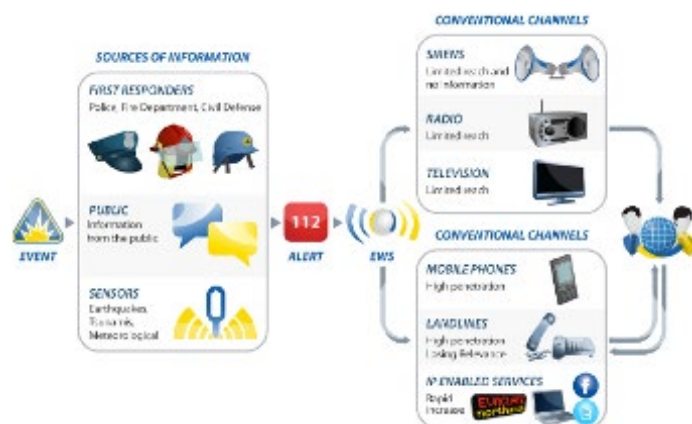 CONVENTIONAL CHANNELS
SOURCES OF INFORMATION
SIRENS
Limited reach and
no information
FIRST RESPONDERS
Police, Fire Department, Civil Defense
RADIO
Limited reach
TELEVISION
Limited reach
PUBLIC
Information
from the public
112
EVENT
ALERT
EWS
CONVENTIONAL CHANNELS
MOBILE PHONES
High penetration
SENSORS
Earthquakes,
Tsunamis,
Meteorological
LANDLINES
High penetration
Losing Relevance
IP ENABLED SERVICES
Rapid
Increase
f